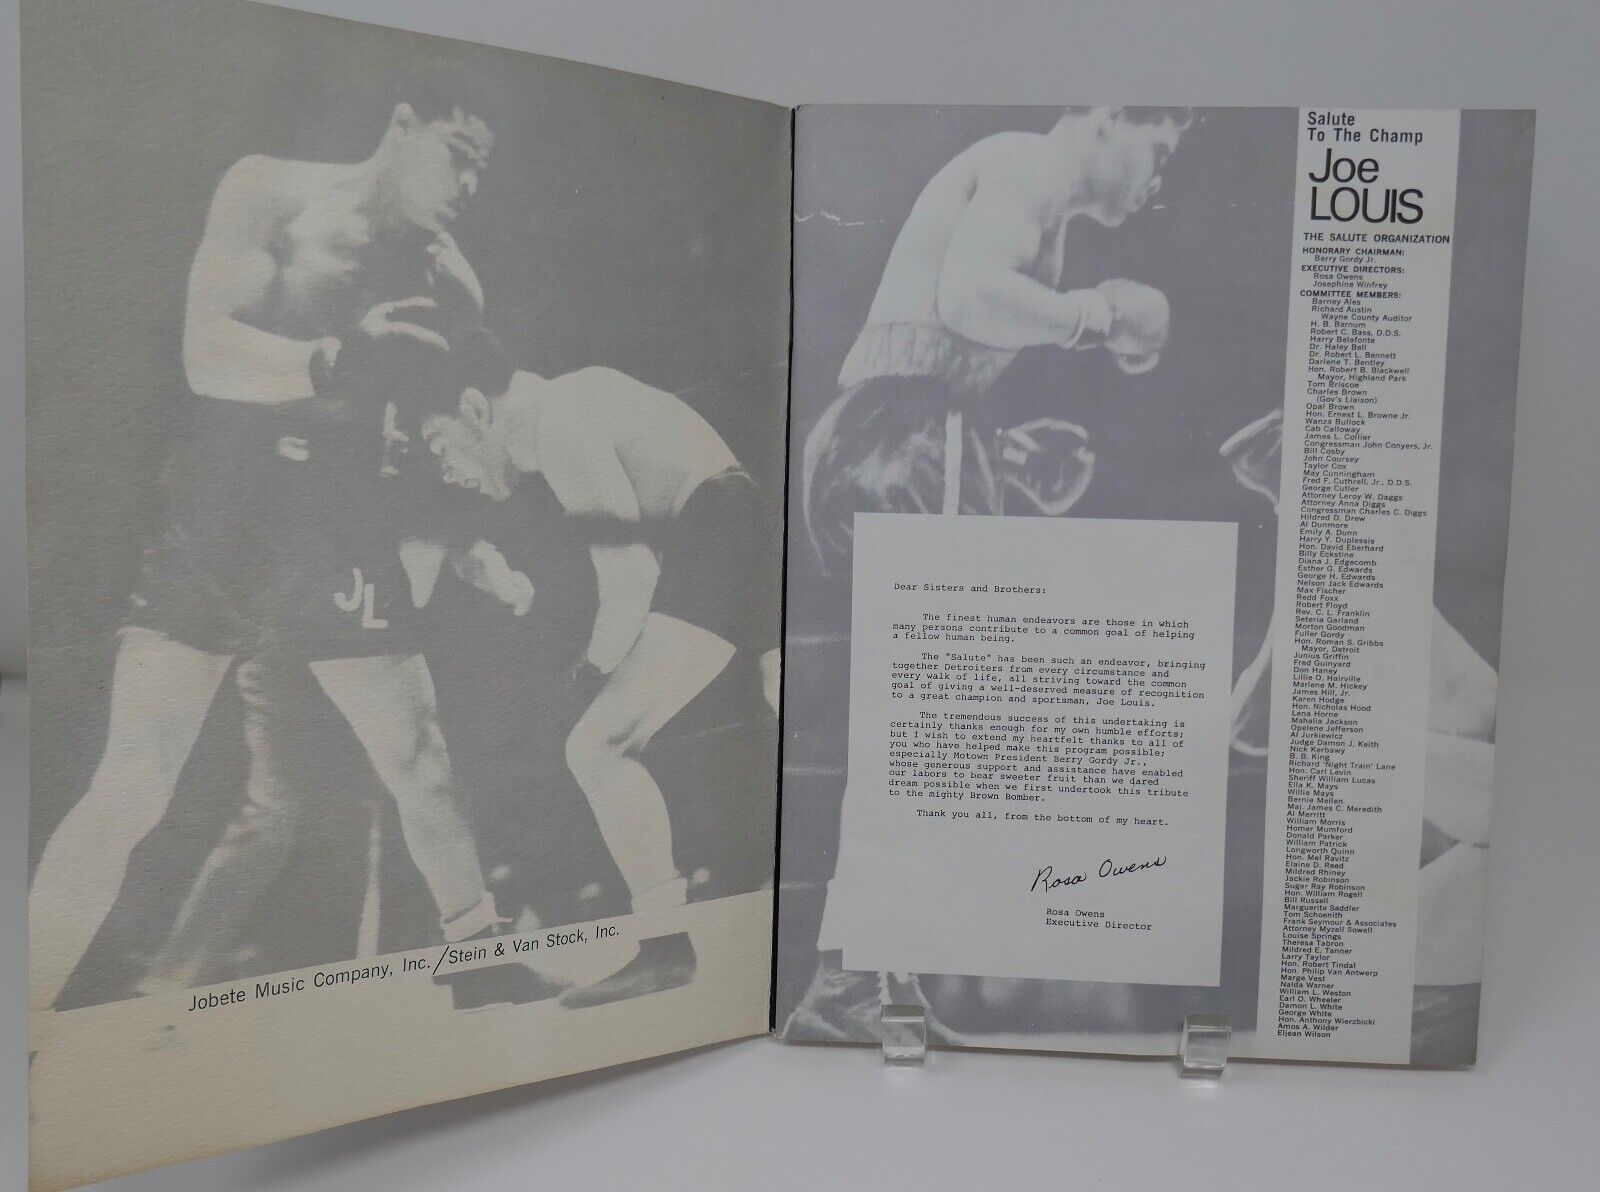 JL
Jobete Music Company, Inc./Stein & Van Stock, Inc.
Dear Sisters and Brothers:
The finest human endeavors are those in which
many persons contribute to a common goal of helping
a fellow human being.
The "Salute" has been such an endeavor, bringing
together Detroiters from every circumstance and
every walk of life, all striving toward the common
goal of giving a well-deserved measure of recognition
to a great champion and sportsman, Joe Louis.
The tremendous success of this undertaking is
certainly thanks enough for my own humble efforts;
but I wish to extend my heartfelt thanks to all of
you who have helped make this program possible;
especially Motown President Berry Gordy Jr.,
whose generous support and assistance have enabled
our labors to bear sweeter fruit than we dared
dream possible when we first undertook this tribute
to the mighty Brown Bomber.
Thank you all, from the bottom of my heart.
Rosa Owens
Rosa Owens
Executive Director
Salute
To The Champ
Joe
LOUIS
THE SALUTE ORGANIZATION
HONORARY CHAIRMAN:
Berry Gordy Jr.
EXECUTIVE DIRECTORS:
Rosa Owens
Josephine Winfrey
COMMITTEE MEMBERS:
Barney Ales
Richard Austin
Wayne County Auditor
H. B. Barnum
Robert C. Bass, D.D.S.
Harry Belafonte
Dr. Haley Bell
Dr. Robert L. Bennett
Darlene T. Bentley
Hon. Robert B. Blackwell
Mayor, Highland Park
Tom Briscoe
Charles Brown
(Gov's Liaison)
Opal Brown
Hon. Ernest L. Browne Jr.
Wanza Bullock
Cab Calloway
James L. Collier
Congressman John Conyers, Jr.
Bill Cosby
John Coursey
Taylor Cox
May Cunningham
Fred F. Cuthrell, Jr., D.D.S.
George Cutler
Attorney Leroy W. Daggs
Attorney Anna Diggs
Congressman Charles C. Diggs
Hildred D. Drew
Al Dunmore
Emily A. Dunn
Harry Y. Duplessis
Hon. David Eberhard
Billy Eckstine
Diana J. Edgecomb
Esther G. Edwards
George H. Edwards
Nelson Jack Edwards
Max Fischer
Redd Foxx
Robert Floyd
Rev. C. L. Franklin
Seteria Garland
Morton Goodman
Fuller Gordy
Hon. Roman S. Gribbs
Mayor, Detroit
Junius Griffin
Fred Guinyard
Don Haney
Lillie O. Hairville
Marlene M. Hickey
James Hill, Jr.
Karen Hodge
Hon. Nicholas Hood
Lena Horne
Mahalia Jackson
Opelene Jefferson
Al Jurkiewicz
Judge Damon J. Keith
Nick Kerbawy
B. B. King
Richard 'Night Train' Lane
Hon. Carl Levin
Sheriff William Lucas
Ella K. Mays
Willie Mays
Bernie Mellen
Maj. James C. Meredith
Al Merritt
William Morris
Homer Mumford
Donald Parker
William Patrick
Longworth Quinn
Hon. Mel Ravitz
Elaine D. Reed
Mildred Rhiney
Jackie Robinson
Sugar Ray Robinson
Hon. William Rogell
Bill Russell
Marguerite Saddler
Tom Schoenith
Frank Seymour & Associates
Attorney Myzell Sowell
Louise Springs
Theresa Tabron
Mildred E. Tanner
Larry Taylor
Hon. Robert Tindal
Hon. Philip Van Antwerp
Marge Vest
Nalda Warner
William L. Weston
Earl O. Wheeler
Damon L. White
George White
Hon. Anthony Wierzbicki
Amos A. Wilder
Eljean Wilson